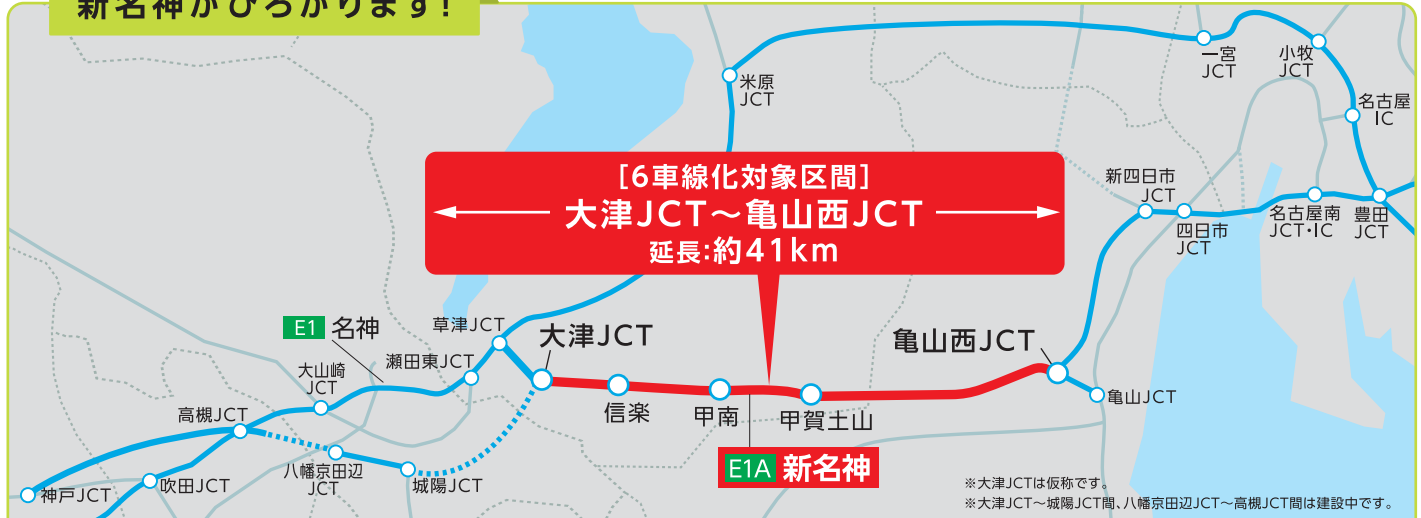 新名神がひろがります!
一宮
JCT
小牧
JCT
米原
JCT
名古屋
IC
[6車線化対象区間]
大津JCT～亀山西JCT
延長:約41km
新四日市
JCT
四日市
JCT
名古屋南
JCT・IC
豊田
JCT
E1 名神
草津JCT
大津JCT
亀山西JCT
瀬田東JCT
大山崎
JCT
信楽
甲南
甲賀土山
亀山JCT
高槻JCT
E1A 新名神
八幡京田辺
JCT
城陽JCT
吹田JCT
神戸JCT
※大津JCTは仮称です。
※大津JCT～城陽JCT間、八幡京田辺JCT～高槻JCT間は建設中です。